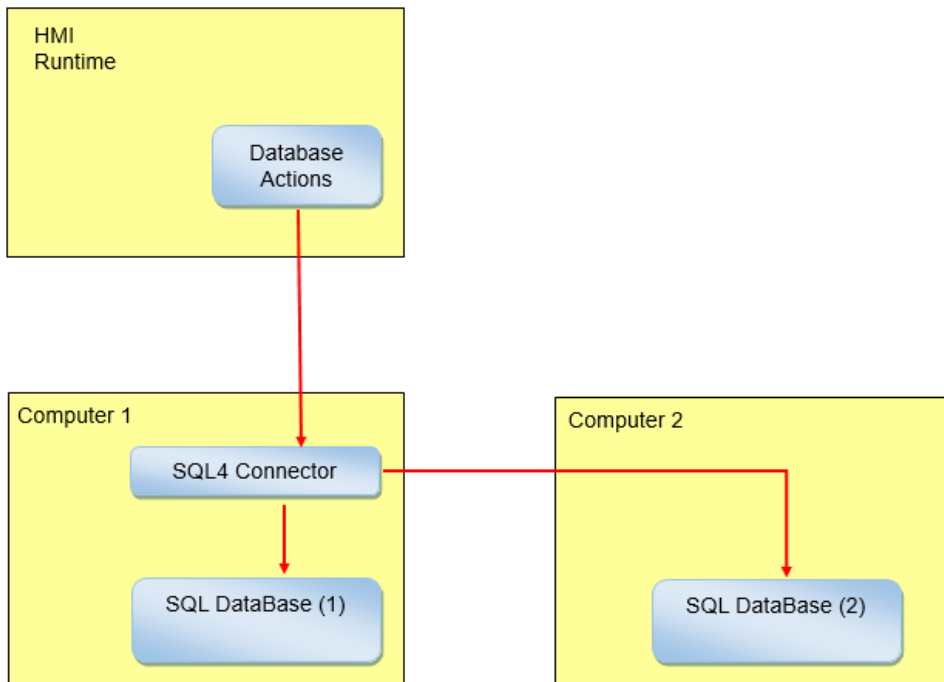 HMI
Runtime
Database
Actions
Computer 1
SQL4 Connector
SQL DataBase (1)
Computer 2
SQL DataBase (2)